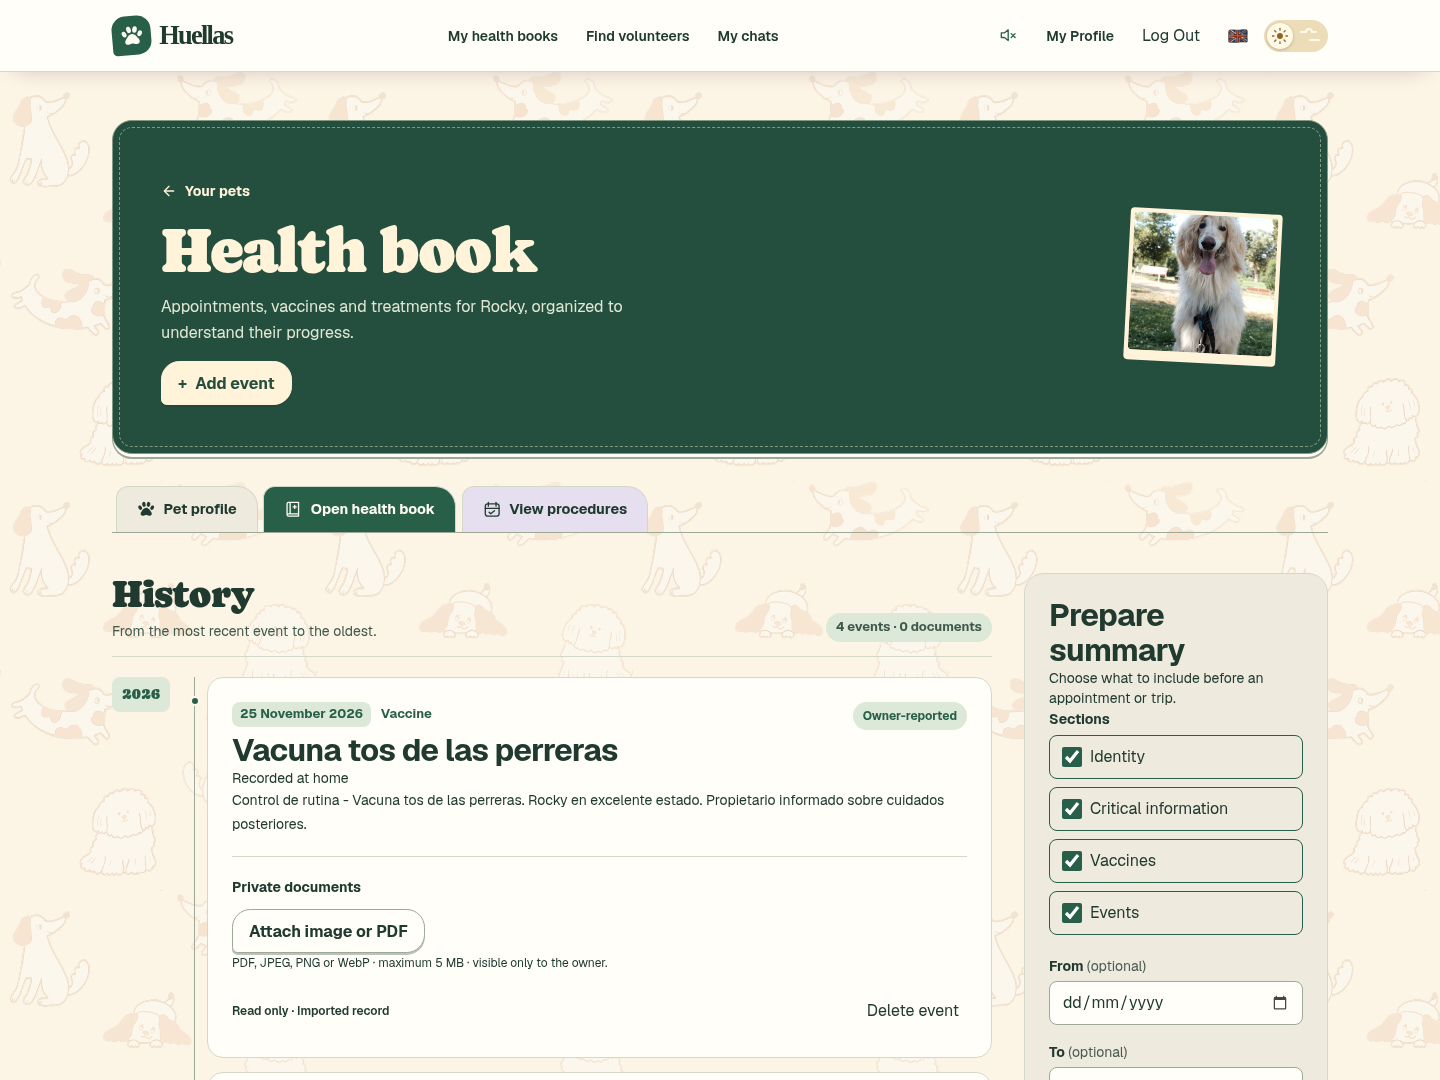 Huellas
My health books
Find volunteers
My chats
My Profile
Log Out
Your pets
Health book
Appointments, vaccines and treatments for Rocky, organized to
understand their progress.
+ Add event
Pet profile
Open health book
View procedures
History
From the most recent event to the oldest.
4 events · 0 documents
2026
25 November 2026
Vaccine
Owner-reported
Vacuna tos de las perreras
Recorded at home
Control de rutina - Vacuna tos de las perreras. Rocky en excelente estado. Propietario informado sobre cuidados
posteriores.
Private documents
Attach image or PDF
PDF, JPEG, PNG or WebP · maximum 5 MB · visible only to the owner.
Read only · Imported record
Delete event
Prepare
summary
Choose what to include before an
appointment or trip.
Sections
Identity
Critical information
Vaccines
Events
From (optional)
dd/mm/yyyy
To (optional)